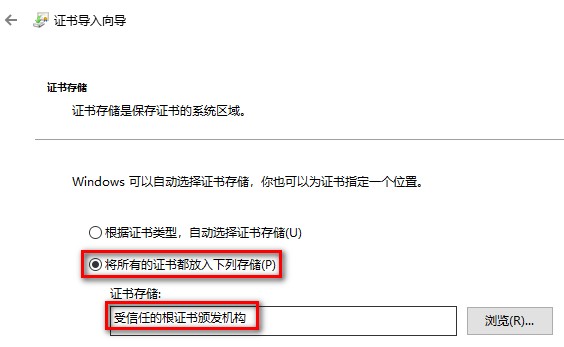 证书导入向导
证书存储
证书存储是保存证书的系统区域。
Windows 可以自动选择证书存储，你也可以为证书指定一个位置。
根据证书类型，自动选择证书存储(U)
将所有的证书都放入下列存储(P)
证书存储:
受信任的根证书颁发机构
浏览(R)...